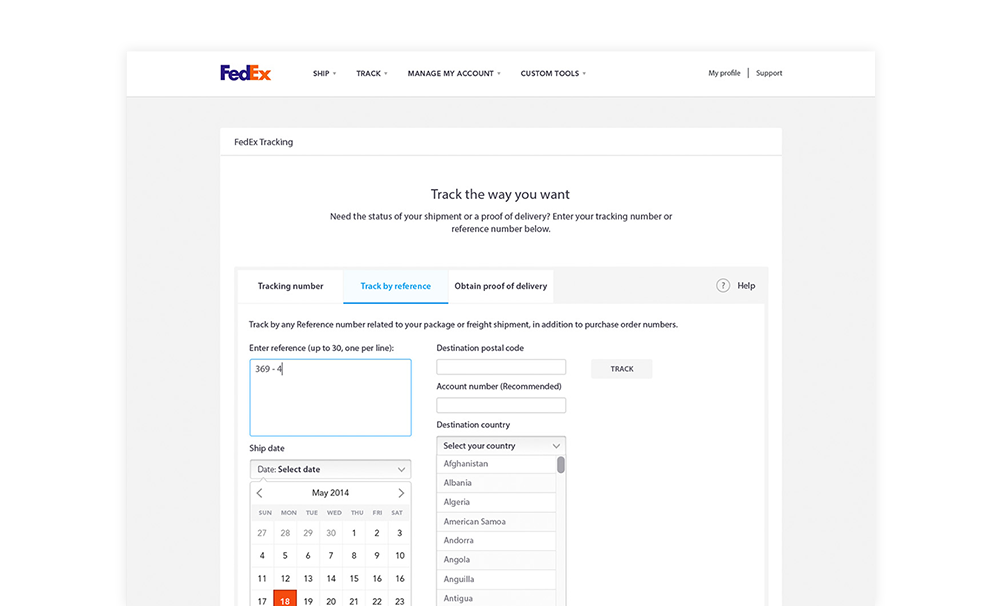 FedEx
SHIP
TRACK
MANAGE MY ACCOUNT
CUSTOM TOOLS
My profile
Support
FedEx Tracking
Track the way you want
Need the status of your shipment or a proof of delivery? Enter your tracking number or
reference number below.
Tracking number
Track by reference
Obtain proof of delivery
? Help
Track by any Reference number related to your package or freight shipment, in addition to purchase order numbers.
Enter reference (up to 30, one per line):
369 - 4
Ship date
Date: Select date
May 2014
SUN MON TUE WED THU FRI SAT
27 28 29 30 1 2 3
4 5 6 7 8 9 10
11 12 13 14 15 16 16
17 18 19 20 21 22 23
Destination postal code
Account number (Recommended)
Destination country
Select your country
Afghanistan
Albania
Algeria
American Samoa
Andorra
Angola
Anguilla
Antigua
TRACK